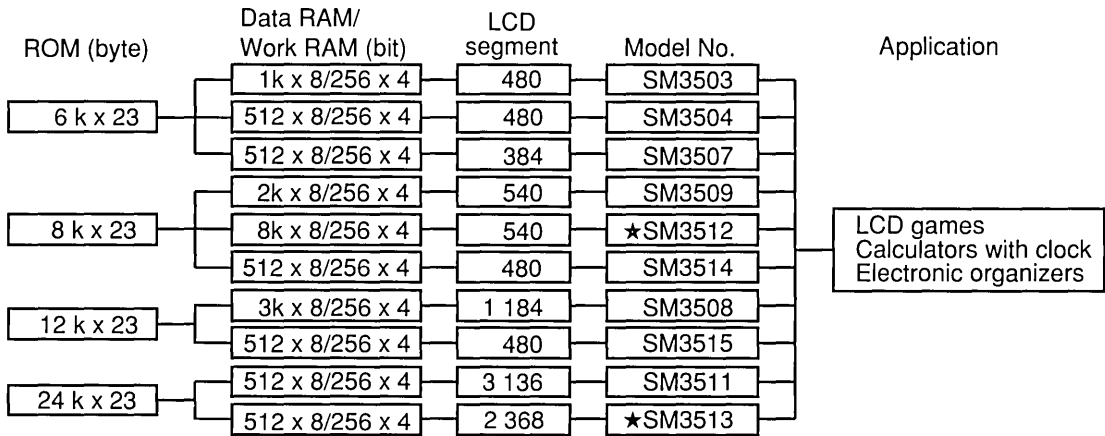 ROM (byte) Data RAM/ Work RAM (bit) LCD segment Model No. Application
6 k x 23
1k x 8/256 x 4 480 SM3503
512 x 8/256 x 4 480 SM3504
512 x 8/256 x 4 384 SM3507
8 k x 23
2k x 8/256 x 4 540 SM3509
8k x 8/256 x 4 540 ★SM3512
512 x 8/256 x 4 480 SM3514
12 k x 23
3k x 8/256 x 4 1 184 SM3508
512 x 8/256 x 4 480 SM3515
24 k x 23
512 x 8/256 x 4 3 136 SM3511
512 x 8/256 x 4 2 368 ★SM3513
LCD games
Calculators with clock
Electronic organizers